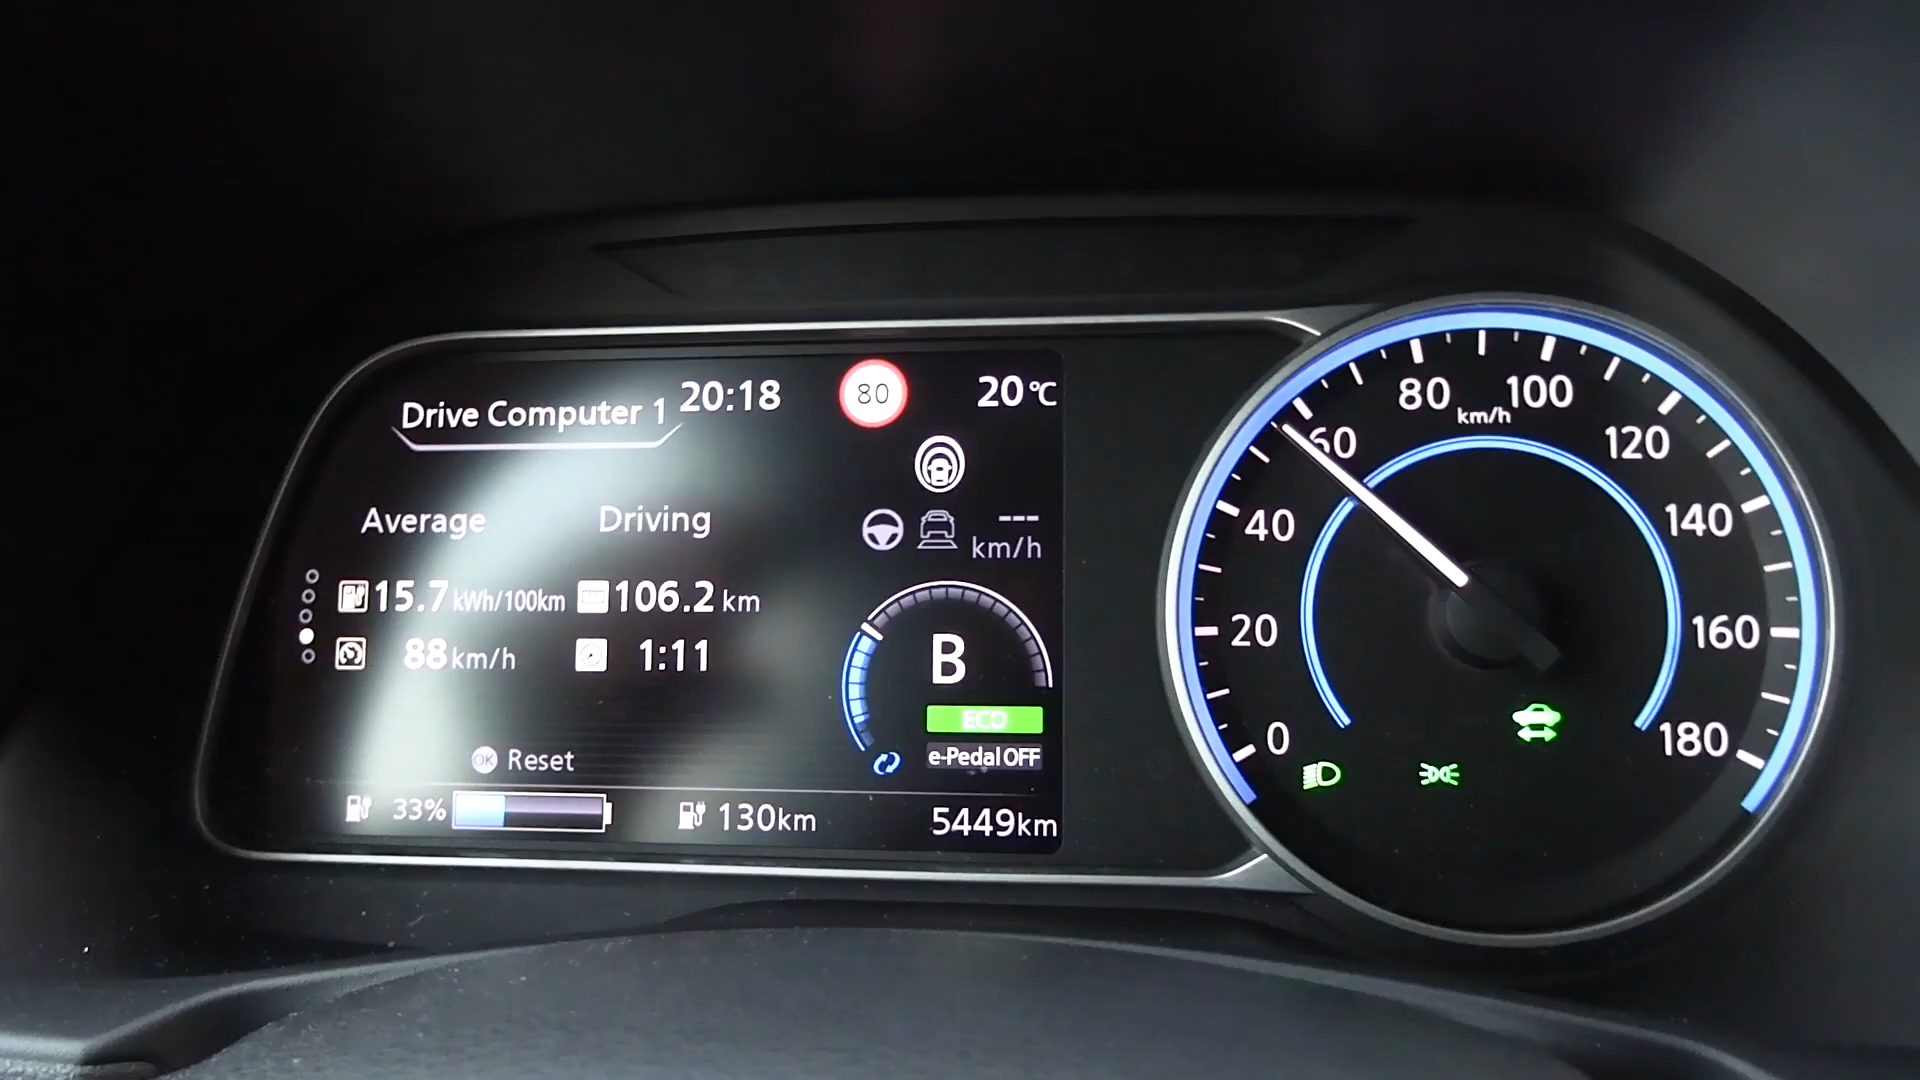 Drive Computer 1 20:18 80 20°C
Average Driving
--- km/h
15.7 kWh/100km 106.2 km
88 km/h 1:11
B
ECO
e-Pedal OFF
OK Reset
33% 130km 5449km
0
20
40
60
80
100
120
140
160
180
km/h